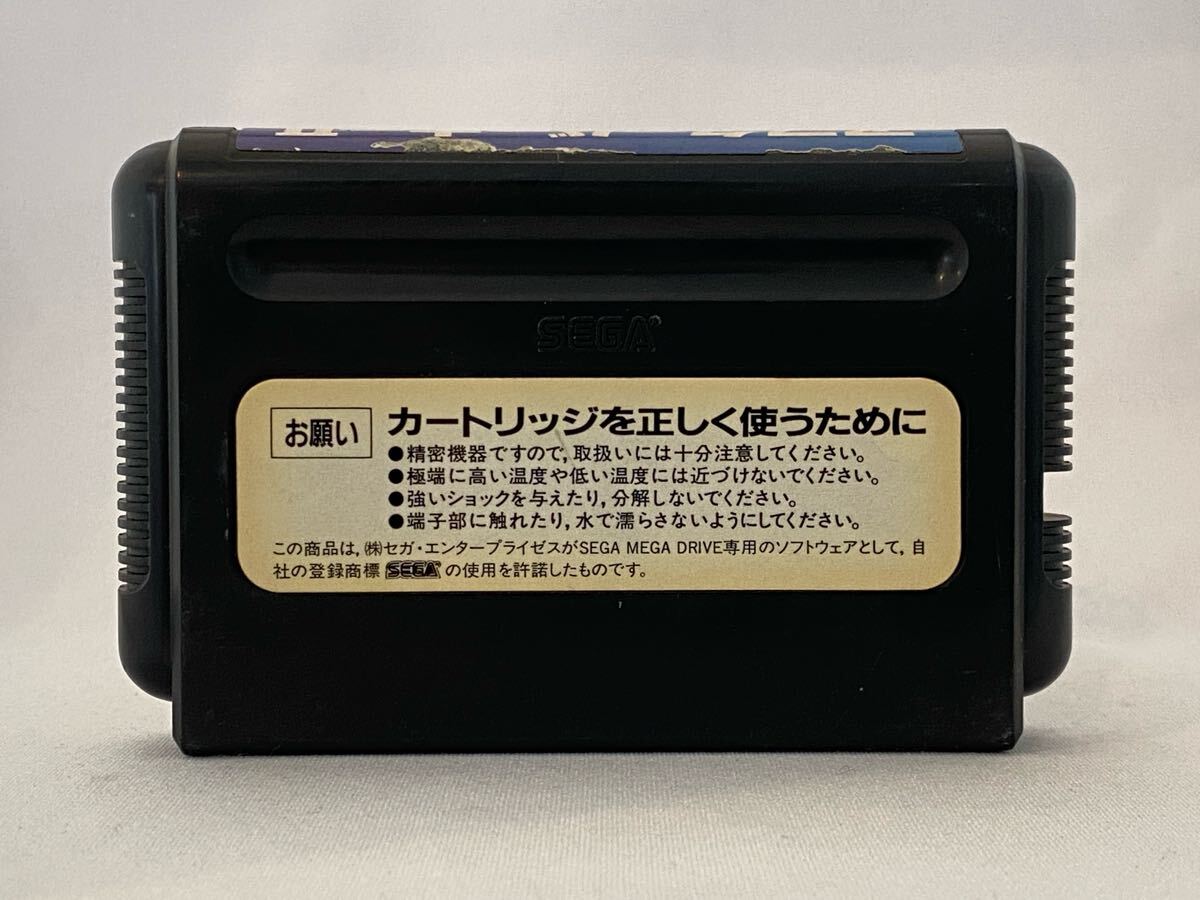 SEGA®
お願い
カートリッジを正しく使うために
●精密機器ですので，取扱いには十分注意してください。
●極端に高い温度や低い温度には近づけないでください。
●強いショックを与えたり，分解しないでください。
●端子部に触れたり，水で濡らさないようにしてください。
この商品は，㈱セガ・エンタープライゼスがSEGA MEGA DRIVE専用のソフトウェアとして，自
社の登録商標 SEGA® の使用を許諾したものです。